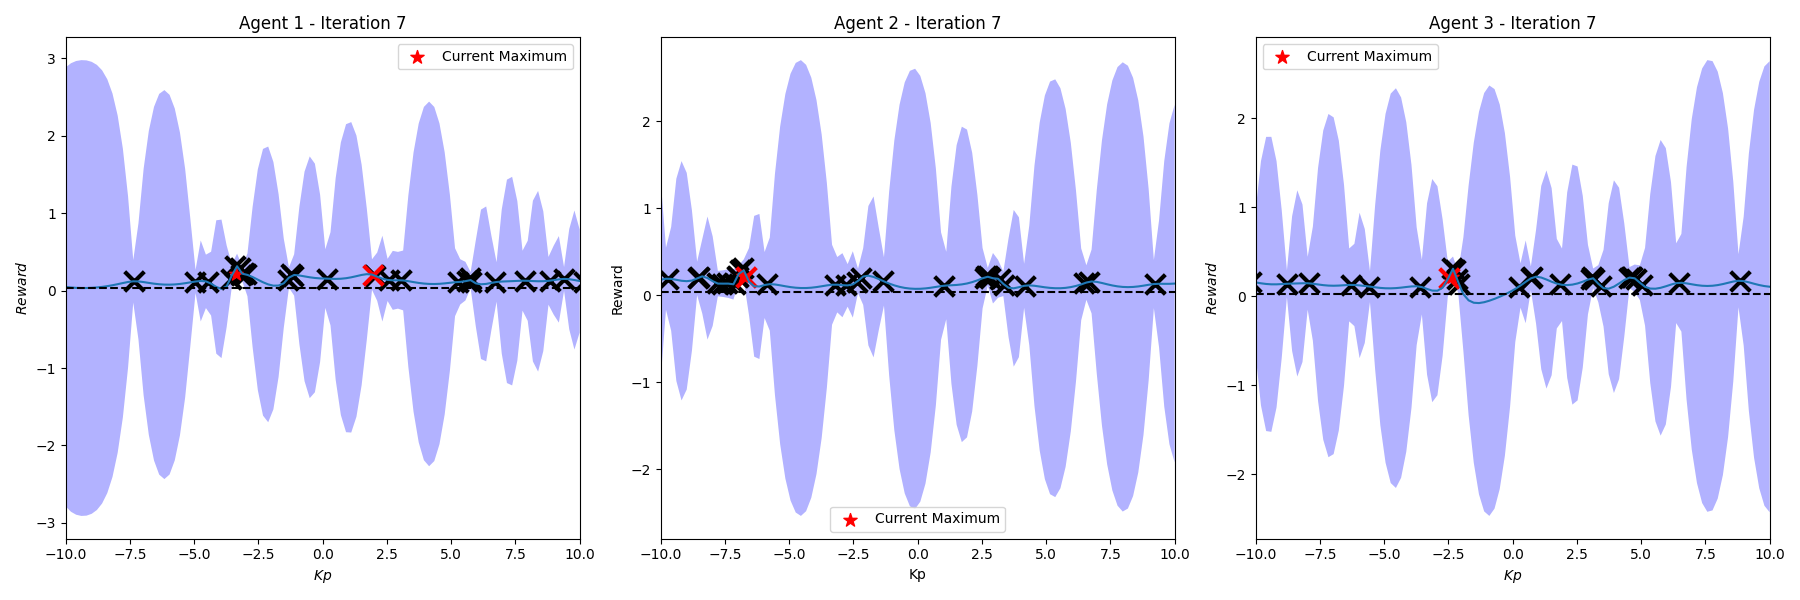 Agent 1 - Iteration 7
Current Maximum
3
2
1
0
−1
−2
−3
Reward
−10.0 −7.5 −5.0 −2.5 0.0 2.5 5.0 7.5 10.0
Kp
Agent 2 - Iteration 7
2
1
0
−1
−2
Reward
Current Maximum
−10.0 −7.5 −5.0 −2.5 0.0 2.5 5.0 7.5 10.0
Kp
Agent 3 - Iteration 7
Current Maximum
2
1
0
−1
−2
Reward
−10.0 −7.5 −5.0 −2.5 0.0 2.5 5.0 7.5 10.0
Kp